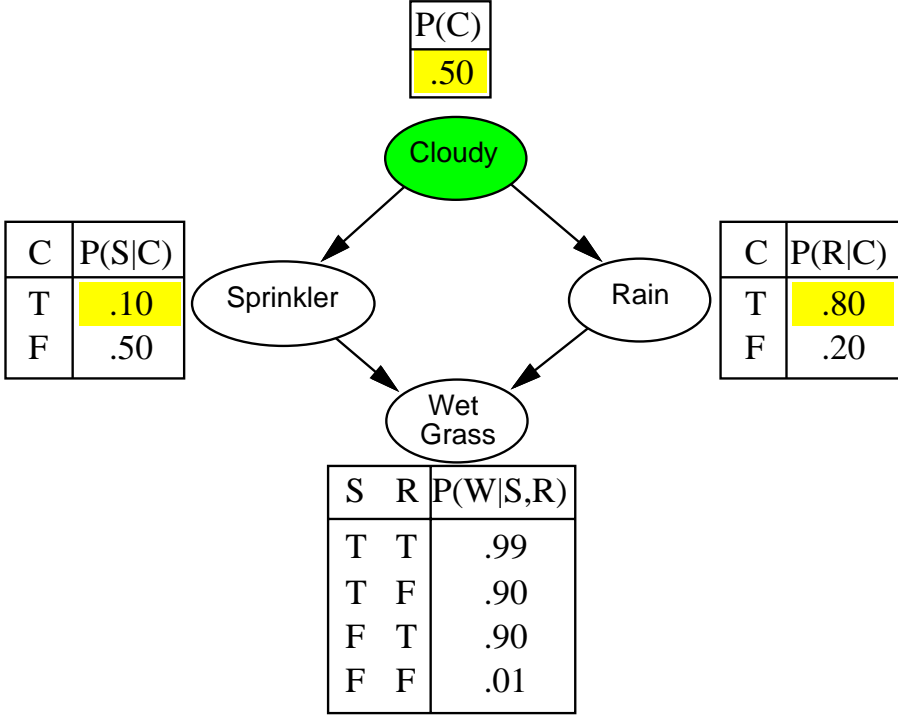 P(C)
.50
Cloudy
C P(S|C)
T .10
F .50
Sprinkler
Rain
C P(R|C)
T .80
F .20
Wet
Grass
S R P(W|S,R)
T T .99
T F .90
F T .90
F F .01